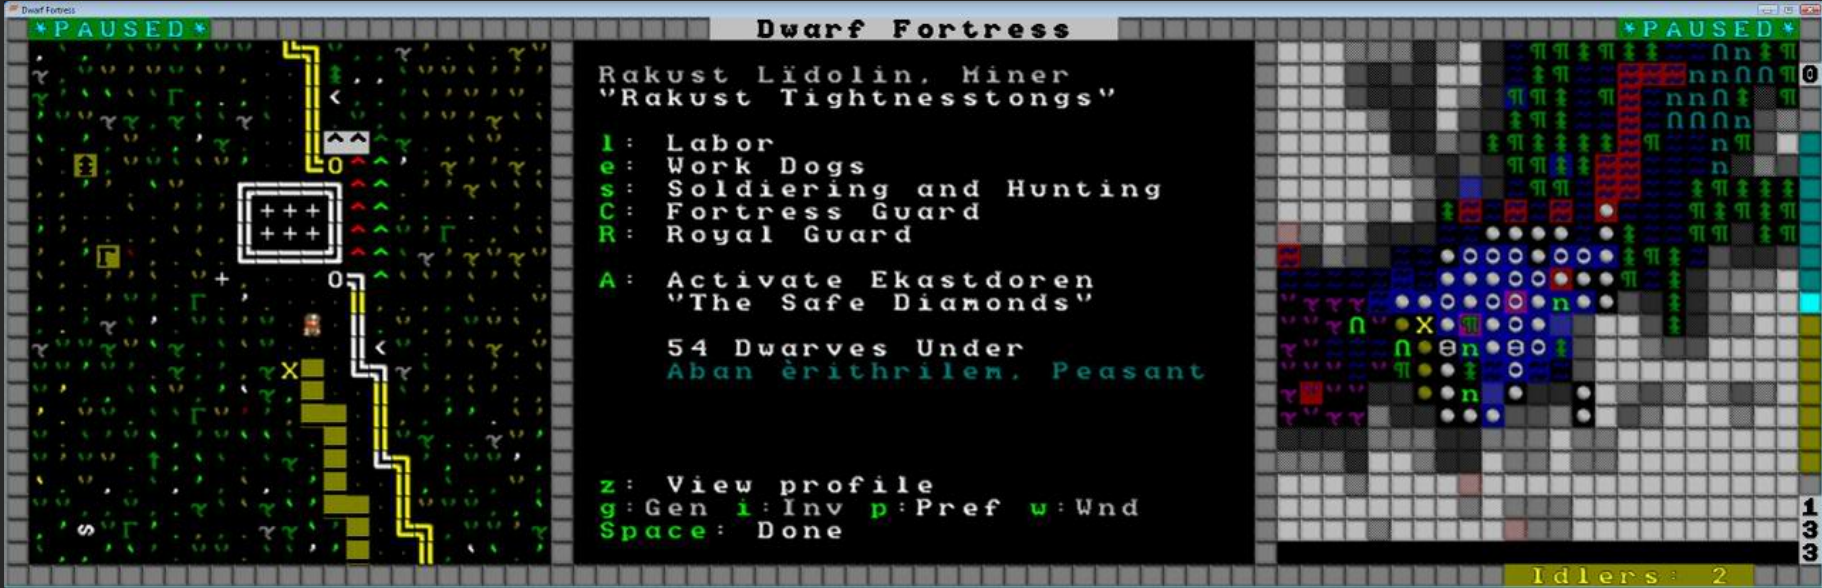 Dwarf Fortress
*PAUSED*
Dwarf Fortress
*PAUSED*
Rakust Lïdolin, Miner
"Rakust Tightnesstongs"
l: Labor
e: Work Dogs
s: Soldiering and Hunting
C: Fortress Guard
R: Royal Guard
A: Activate Ekastdoren
"The Safe Diamonds"
54 Dwarves Under
Aban èrithrilem, Peasant
z: View profile
g:Gen i:Inv p:Pref w:Wnd
Space: Done
0
133
Idlers: 2